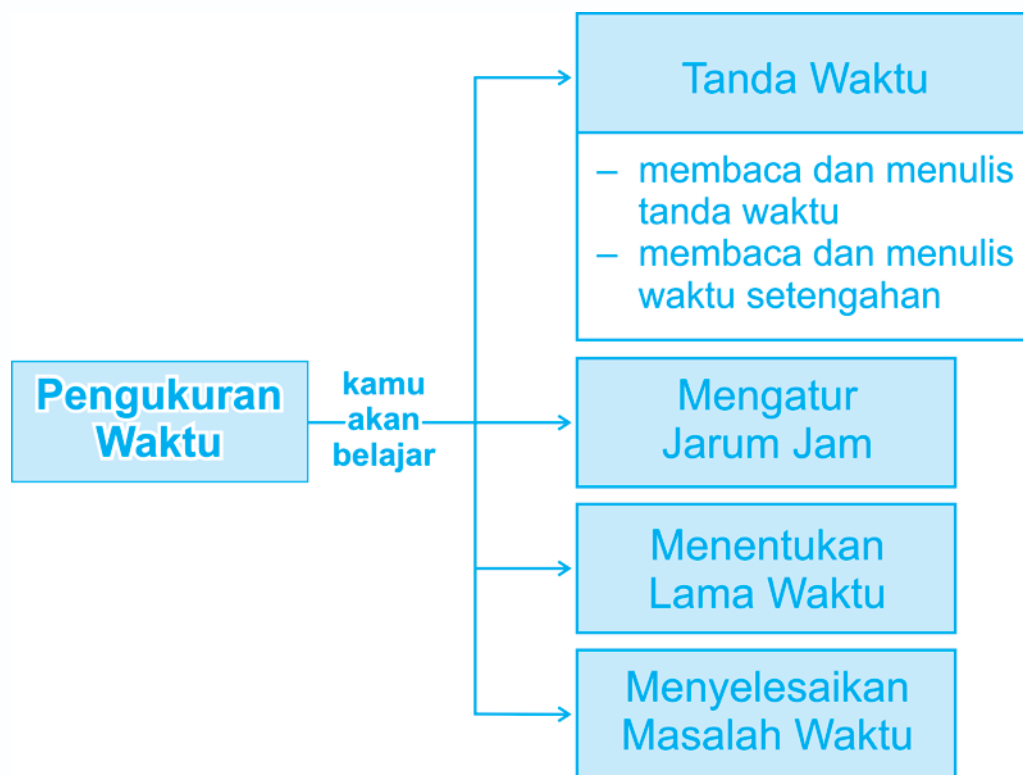 Pengukuran
Waktu
kamu
akan
belajar
Tanda Waktu
– membaca dan menulis
tanda waktu
– membaca dan menulis
waktu setengahan
Mengatur
Jarum Jam
Menentukan
Lama Waktu
Menyelesaikan
Masalah Waktu